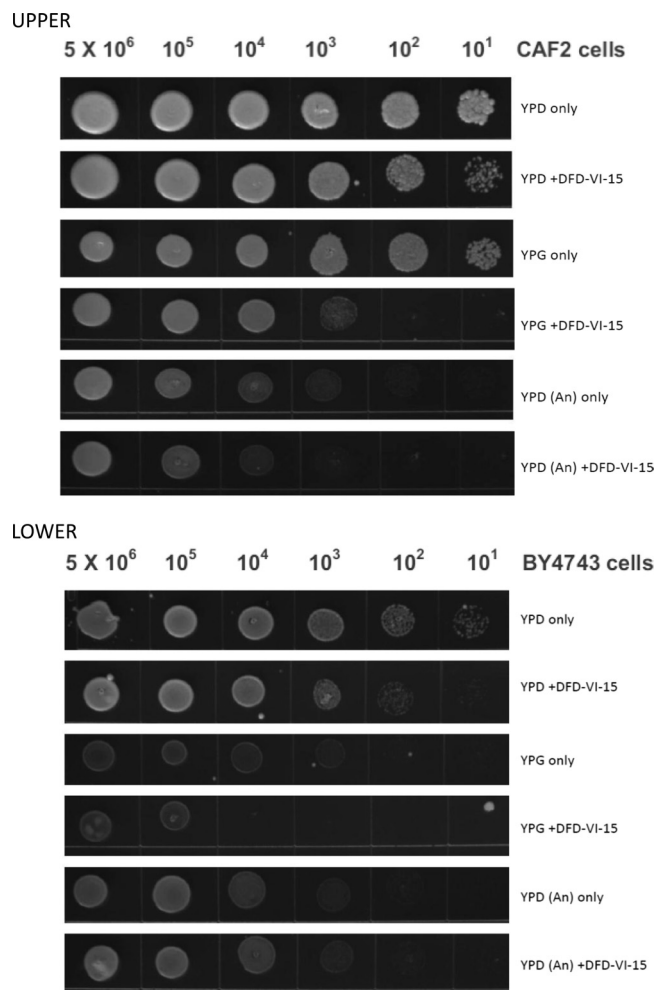 UPPER
5 X 10⁶ 10⁵ 10⁴ 10³ 10² 10¹ CAF2 cells
YPD only
YPD +DFD-VI-15
YPG only
YPG +DFD-VI-15
YPD (An) only
YPD (An) +DFD-VI-15
LOWER
5 X 10⁶ 10⁵ 10⁴ 10³ 10² 10¹ BY4743 cells
YPD only
YPD +DFD-VI-15
YPG only
YPG +DFD-VI-15
YPD (An) only
YPD (An) +DFD-VI-15